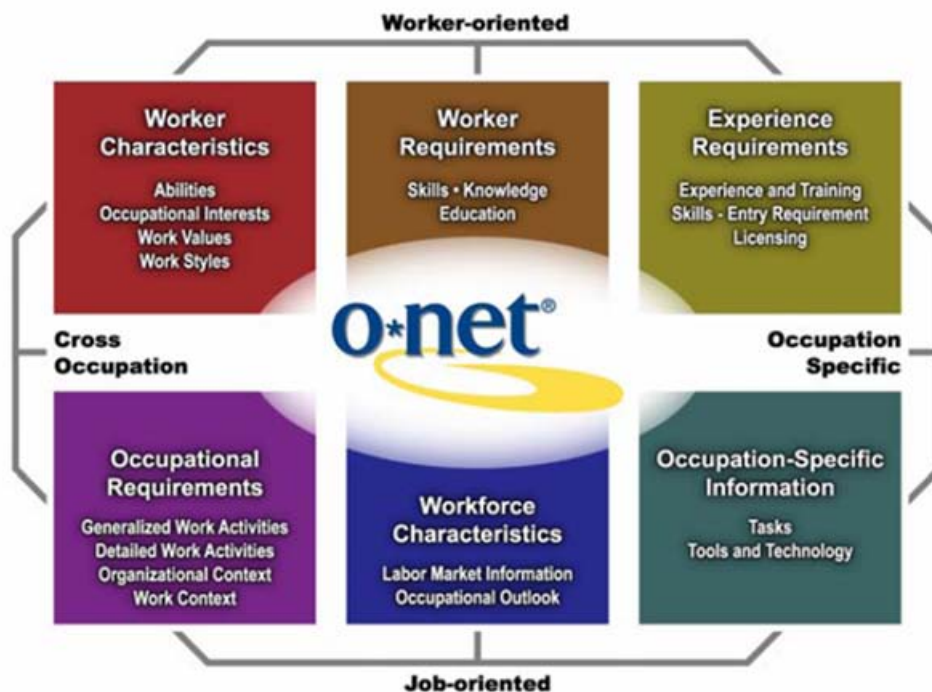 Worker-oriented
Worker
Characteristics
Abilities
Occupational Interests
Work Values
Work Styles
Worker
Requirements
Skills • Knowledge
Education
Experience
Requirements
Experience and Training
Skills - Entry Requirement
Licensing
Cross
Occupation
o*net®
Occupation
Specific
Occupational
Requirements
Generalized Work Activities
Detailed Work Activities
Organizational Context
Work Context
Workforce
Characteristics
Labor Market Information
Occupational Outlook
Occupation-Specific
Information
Tasks
Tools and Technology
Job-oriented